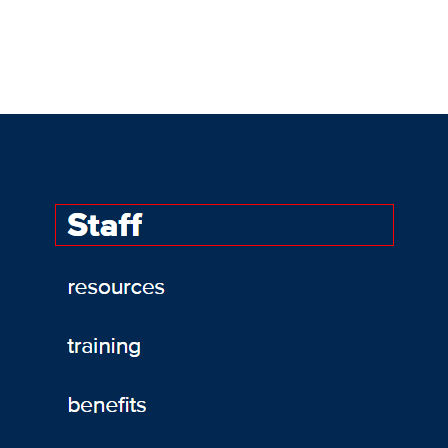 Staff
resources
training
benefits